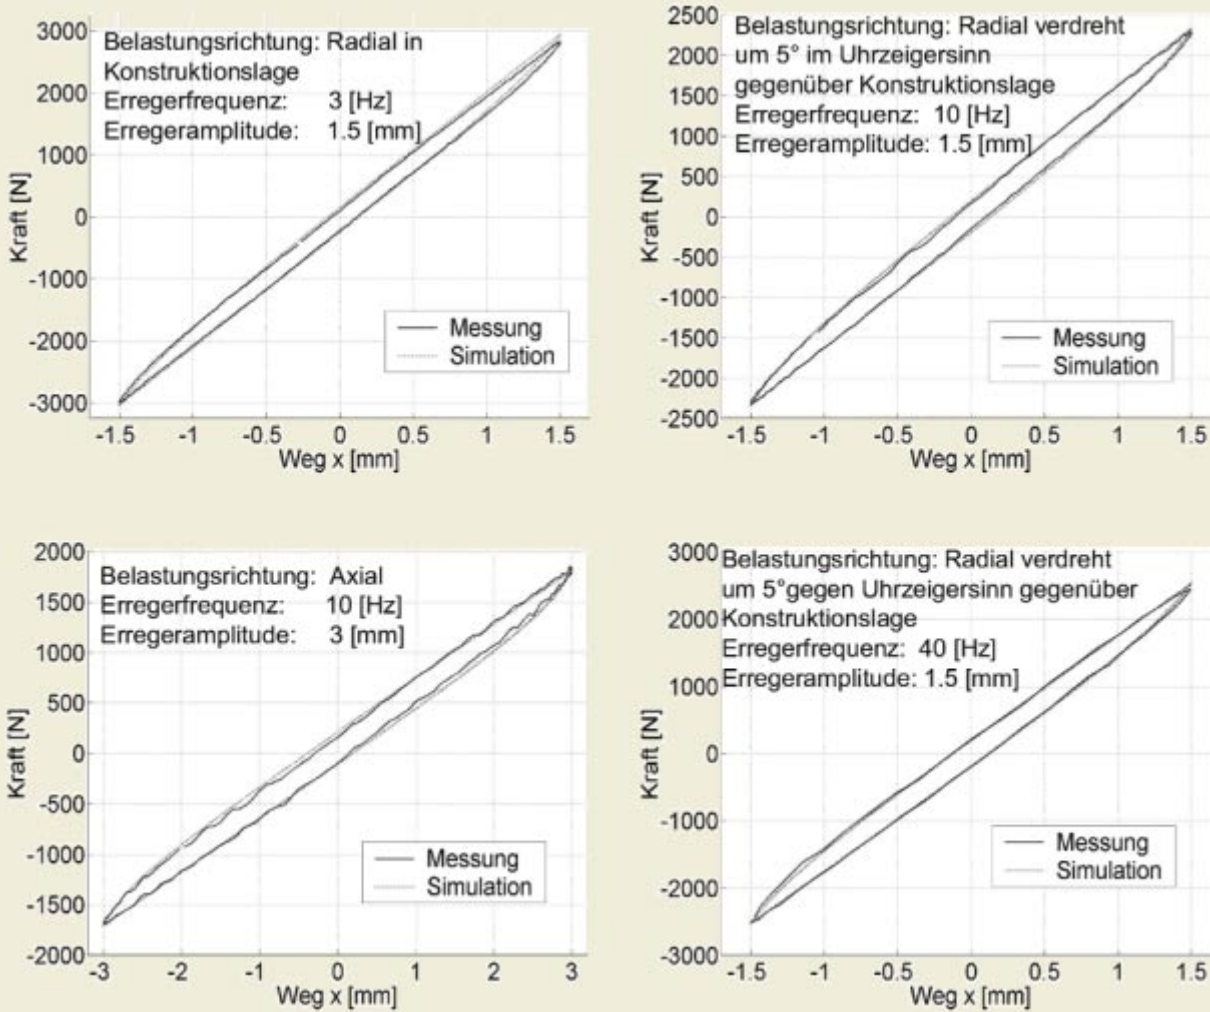 Belastungsrichtung: Radial in
Konstruktionslage
Erregerfrequenz: 3 [Hz]
Erregeramplitude: 1.5 [mm]
3000
2000
1000
0
-1000
-2000
-3000
Kraft [N]
Messung
Simulation
-1.5 -1 -0.5 0 0.5 1 1.5
Weg x [mm]
Belastungsrichtung: Radial verdreht
um 5° im Uhrzeigersinn
gegenüber Konstruktionslage
Erregerfrequenz: 10 [Hz]
Erregeramplitude: 1.5 [mm]
2500
2000
1500
1000
500
0
-500
-1000
-1500
-2000
-2500
Kraft [N]
Messung
Simulation
-1.5 -1 -0.5 0 0.5 1 1.5
Weg x [mm]
Belastungsrichtung: Axial
Erregerfrequenz: 10 [Hz]
Erregeramplitude: 3 [mm]
2000
1500
1000
500
0
-500
-1000
-1500
-2000
Kraft [N]
Messung
Simulation
-3 -2 -1 0 1 2 3
Weg x [mm]
Belastungsrichtung: Radial verdreht
um 5°gegen Uhrzeigersinn gegenüber
Konstruktionslage
Erregerfrequenz: 40 [Hz]
Erregeramplitude: 1.5 [mm]
3000
2000
1000
0
-1000
-2000
-3000
Kraft [N]
Messung
Simulation
-1.5 -1 -0.5 0 0.5 1 1.5
Weg x [mm]